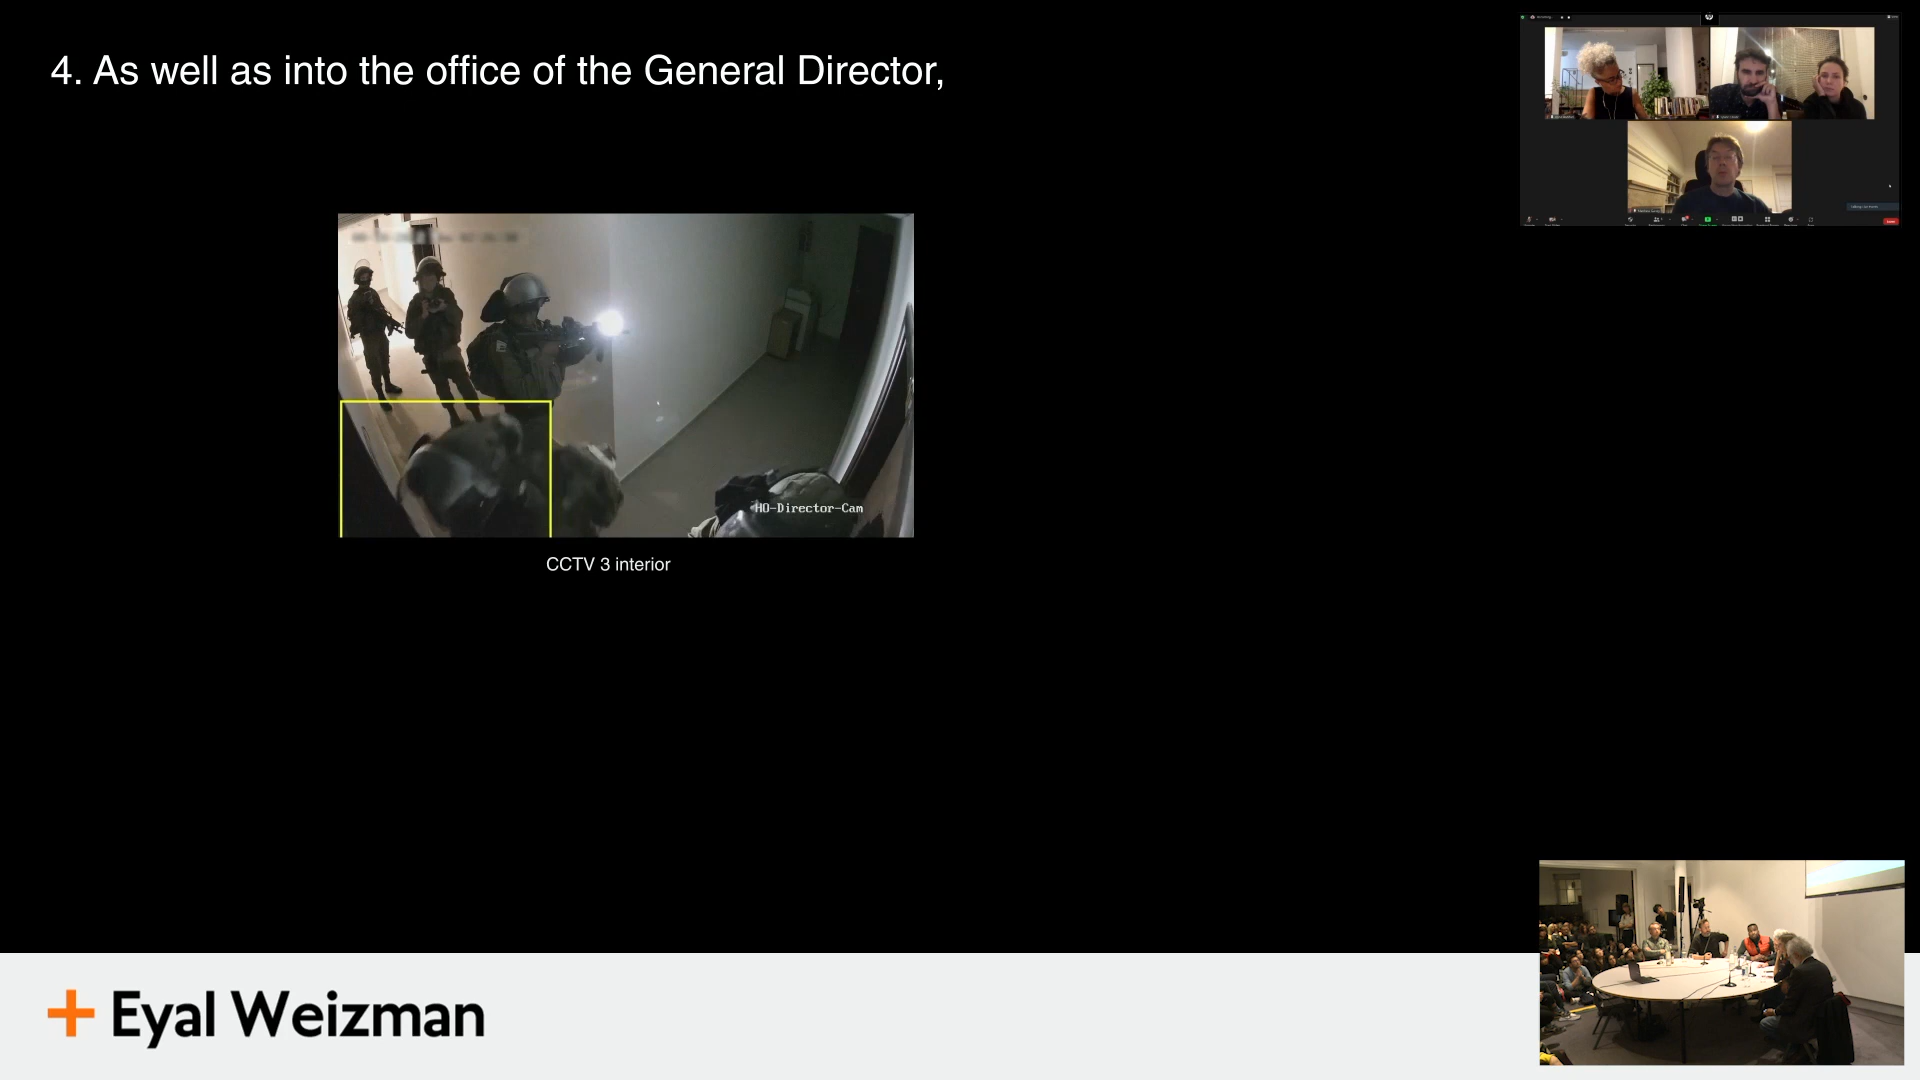 4. As well as into the office of the General Director,
HO-Director-Cam
CCTV 3 interior
+ Eyal Weizman